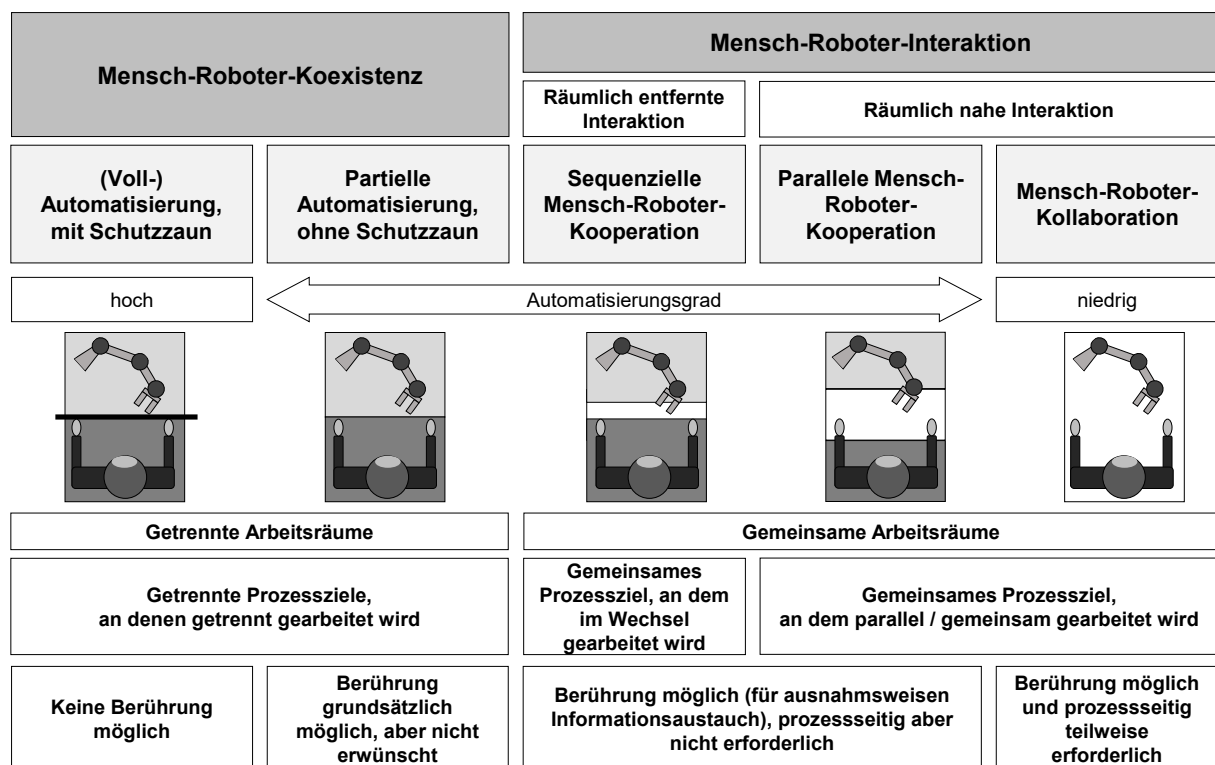 Mensch-Roboter-Koexistenz
Mensch-Roboter-Interaktion
Räumlich entfernte
Interaktion
Räumlich nahe Interaktion
(Voll-)
Automatisierung,
mit Schutzzaun
Partielle
Automatisierung,
ohne Schutzzaun
Sequenzielle
Mensch-Roboter-
Kooperation
Parallele Mensch-
Roboter-
Kooperation
Mensch-Roboter-
Kollaboration
hoch
Automatisierungsgrad
niedrig
Getrennte Arbeitsräume
Gemeinsame Arbeitsräume
Getrennte Prozessziele,
an denen getrennt gearbeitet wird
Gemeinsames
Prozessziel, an dem
im Wechsel
gearbeitet wird
Gemeinsames Prozessziel,
an dem parallel / gemeinsam gearbeitet wird
Keine Berührung
möglich
Berührung
grundsätzlich
möglich, aber nicht
erwünscht
Berührung möglich (für ausnahmsweisen
Informationsaustauch), prozessseitig aber
nicht erforderlich
Berührung möglich
und prozessseitig
teilweise
erforderlich